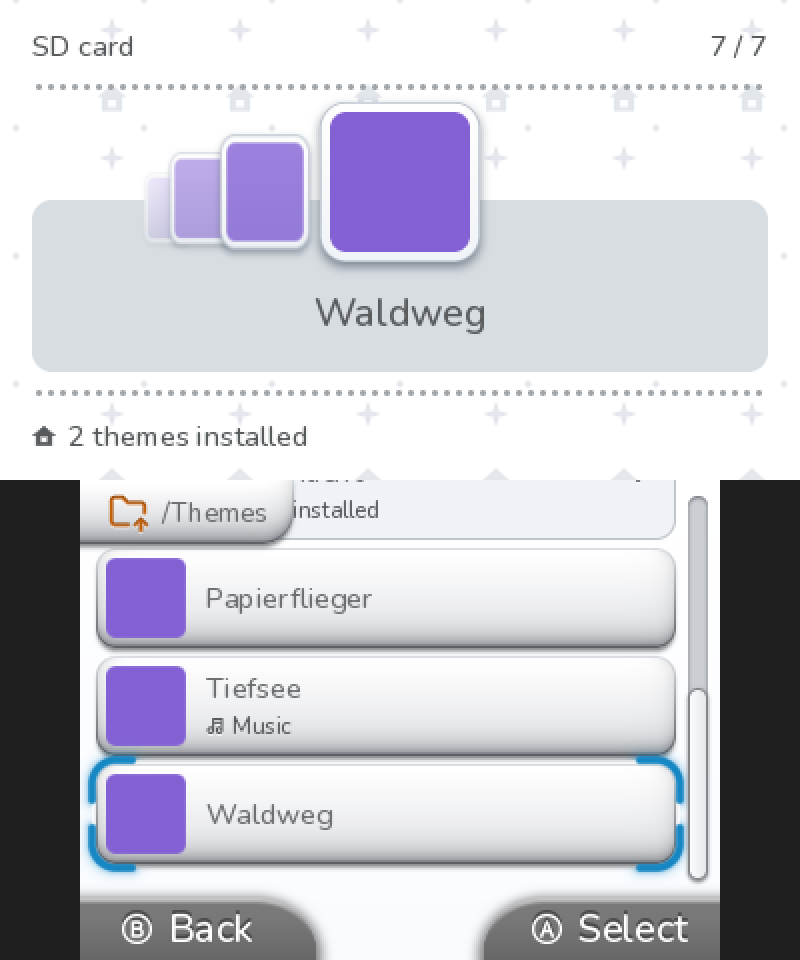 SD card
7 / 7
Waldweg
2 themes installed
/Themes
installed
Papierflieger
Tiefsee
Music
Waldweg
B Back
A Select